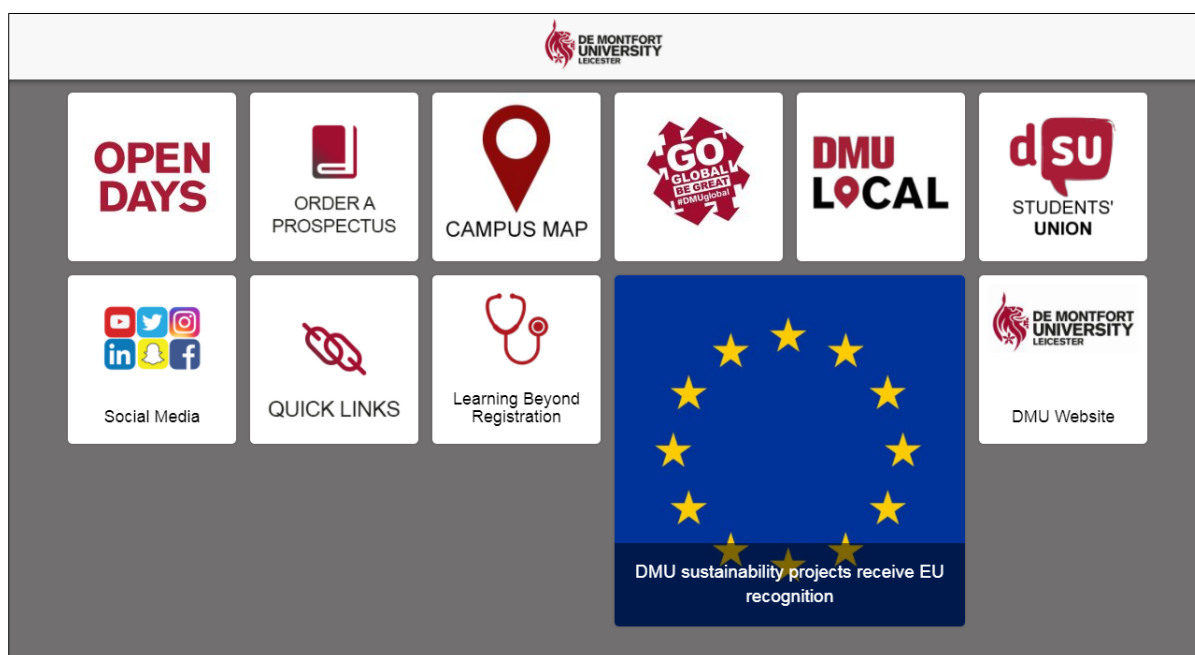 DE MONTFORT
UNIVERSITY
LEICESTER
OPEN
DAYS
ORDER A
PROSPECTUS
CAMPUS MAP
GO
GLOBAL
BE GREAT
#DMUglobal
DMU
LOCAL
dsu
STUDENTS'
UNION
in
Social Media
QUICK LINKS
Learning Beyond
Registration
DMU sustainability projects receive EU
recognition
DE MONTFORT
UNIVERSITY
LEICESTER
DMU Website